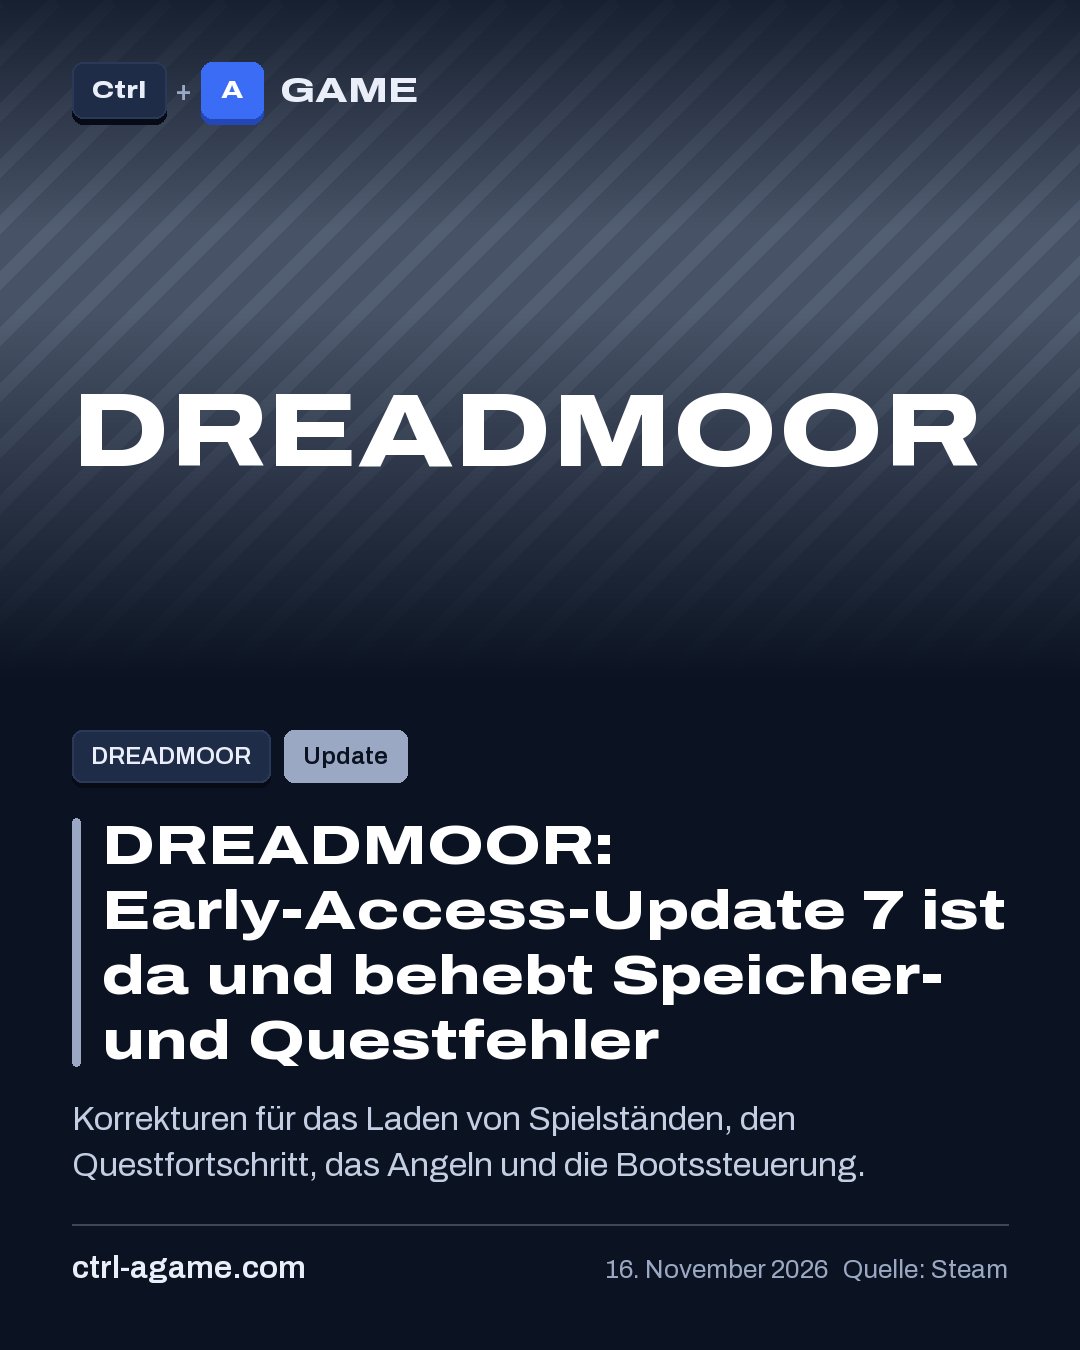 Ctrl + A GAME
DREADMOOR
DREADMOOR Update
DREADMOOR:
Early-Access-Update 7 ist
da und behebt Speicher-
und Questfehler
Korrekturen für das Laden von Spielständen, den
Questfortschritt, das Angeln und die Bootssteuerung.
ctrl-agame.com 16. November 2026 Quelle: Steam